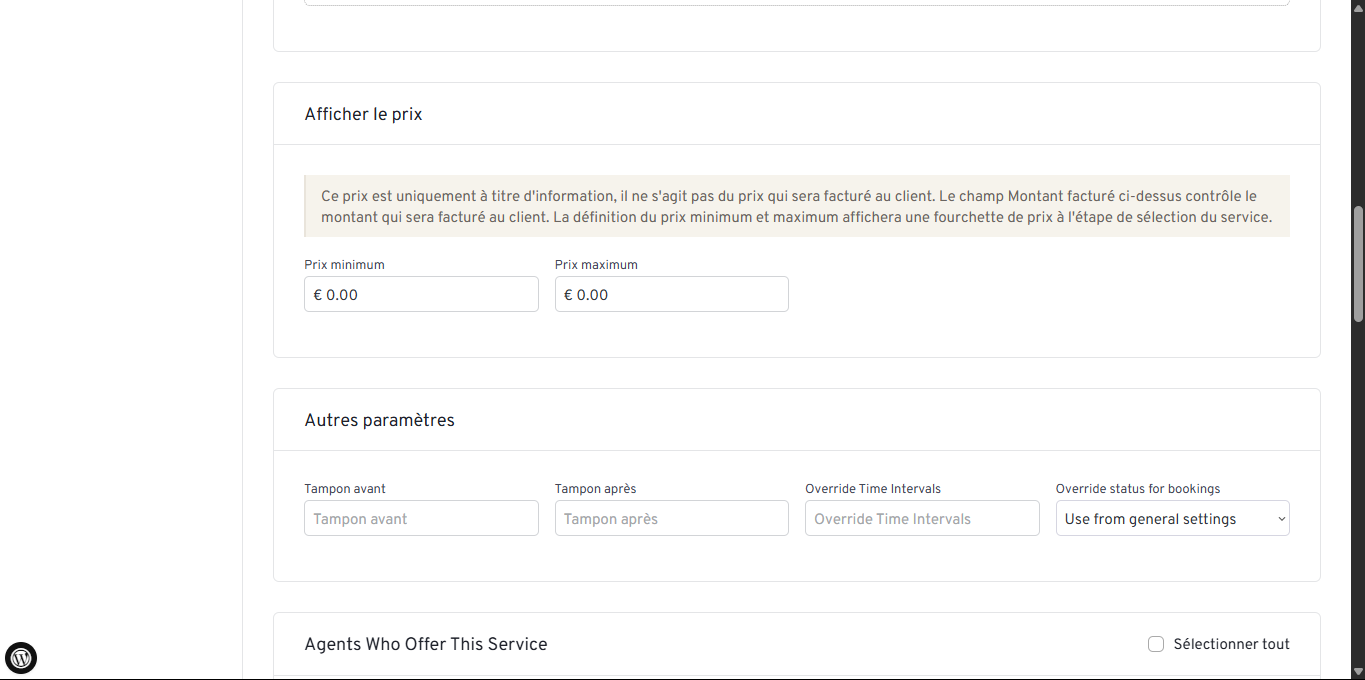 Afficher le prix
Ce prix est uniquement à titre d'information, il ne s'agit pas du prix qui sera facturé au client. Le champ Montant facturé ci-dessus contrôle le
montant qui sera facturé au client. La définition du prix minimum et maximum affichera une fourchette de prix à l'étape de sélection du service.
Prix minimum Prix maximum
€ 0.00 € 0.00
Autres paramètres
Tampon avant Tampon après Override Time Intervals Override status for bookings
Tampon avant Tampon après Override Time Intervals Use from general settings
Agents Who Offer This Service Sélectionner tout